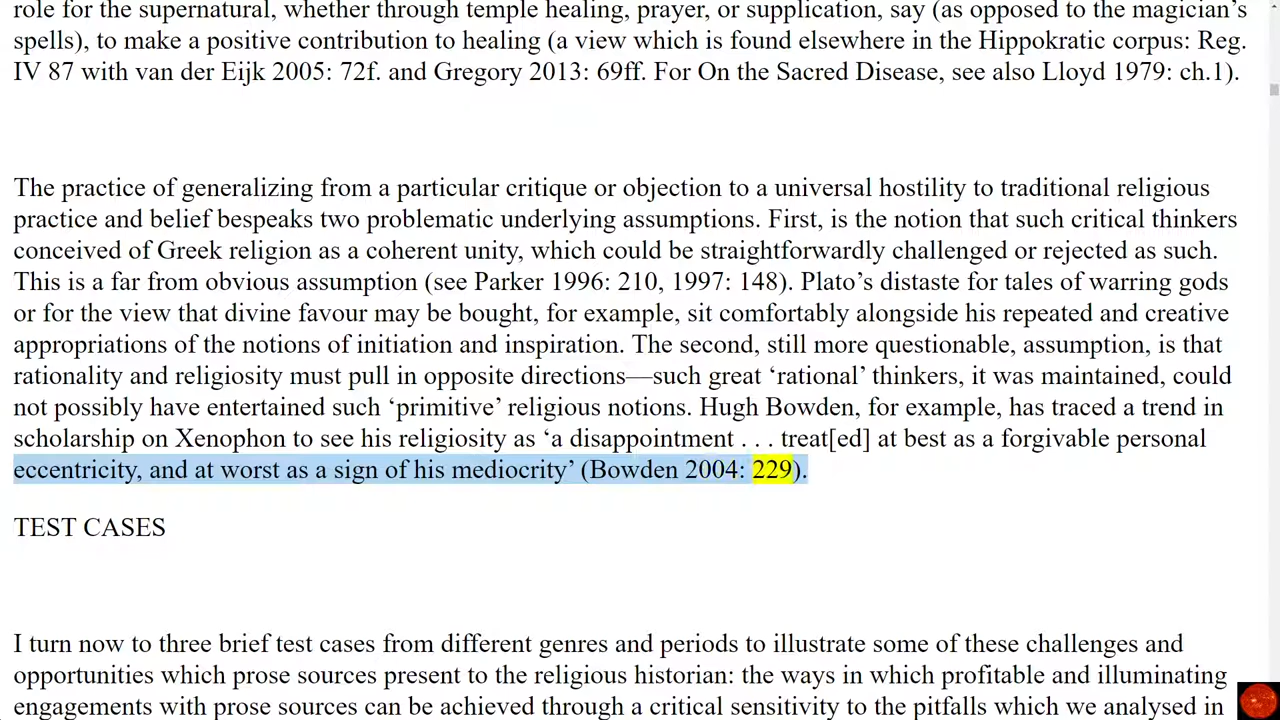 role for the supernatural, whether through temple healing, prayer, or supplication, say (as opposed to the magician’s
spells), to make a positive contribution to healing (a view which is found elsewhere in the Hippokratic corpus: Reg.
IV 87 with van der Eijk 2005: 72f. and Gregory 2013: 69ff. For On the Sacred Disease, see also Lloyd 1979: ch.1).
The practice of generalizing from a particular critique or objection to a universal hostility to traditional religious
practice and belief bespeaks two problematic underlying assumptions. First, is the notion that such critical thinkers
conceived of Greek religion as a coherent unity, which could be straightforwardly challenged or rejected as such.
This is a far from obvious assumption (see Parker 1996: 210, 1997: 148). Plato’s distaste for tales of warring gods
or for the view that divine favour may be bought, for example, sit comfortably alongside his repeated and creative
appropriations of the notions of initiation and inspiration. The second, still more questionable, assumption, is that
rationality and religiosity must pull in opposite directions—such great ‘rational’ thinkers, it was maintained, could
not possibly have entertained such ‘primitive’ religious notions. Hugh Bowden, for example, has traced a trend in
scholarship on Xenophon to see his religiosity as ‘a disappointment . . . treat[ed] at best as a forgivable personal
eccentricity, and at worst as a sign of his mediocrity’ (Bowden 2004: 229).
TEST CASES
I turn now to three brief test cases from different genres and periods to illustrate some of these challenges and
opportunities which prose sources present to the religious historian: the ways in which profitable and illuminating
engagements with prose sources can be achieved through a critical sensitivity to the pitfalls which we analysed in